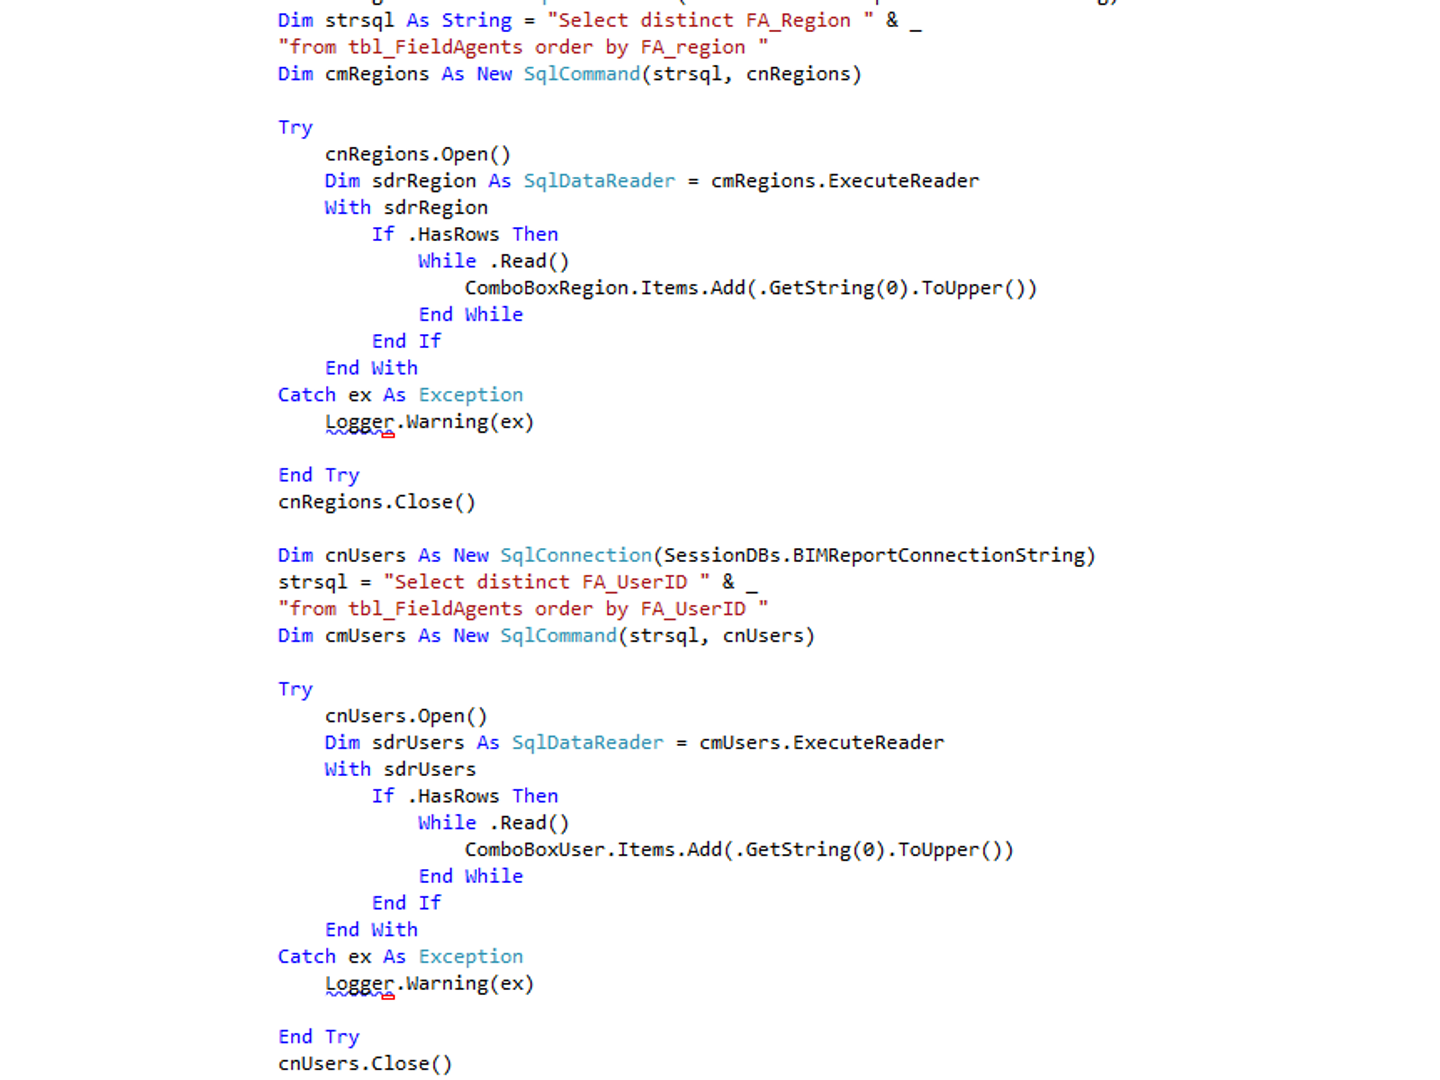 Dim strsql As String = "Select distinct FA_Region " & _
"from tbl_FieldAgents order by FA_region "
Dim cmRegions As New SqlCommand(strsql, cnRegions)
Try
cnRegions.Open()
Dim sdrRegion As SqlDataReader = cmRegions.ExecuteReader
With sdrRegion
If .HasRows Then
While .Read()
ComboBoxRegion.Items.Add(.GetString(0).ToUpper())
End While
End If
End With
Catch ex As Exception
Logger.Warning(ex)
End Try
cnRegions.Close()
Dim cnUsers As New SqlConnection(SessionDBs.BIMReportConnectionString)
strsql = "Select distinct FA_UserID " & _
"from tbl_FieldAgents order by FA_UserID "
Dim cmUsers As New SqlCommand(strsql, cnUsers)
Try
cnUsers.Open()
Dim sdrUsers As SqlDataReader = cmUsers.ExecuteReader
With sdrUsers
If .HasRows Then
While .Read()
ComboBoxUser.Items.Add(.GetString(0).ToUpper())
End While
End If
End With
Catch ex As Exception
Logger.Warning(ex)
End Try
cnUsers.Close()